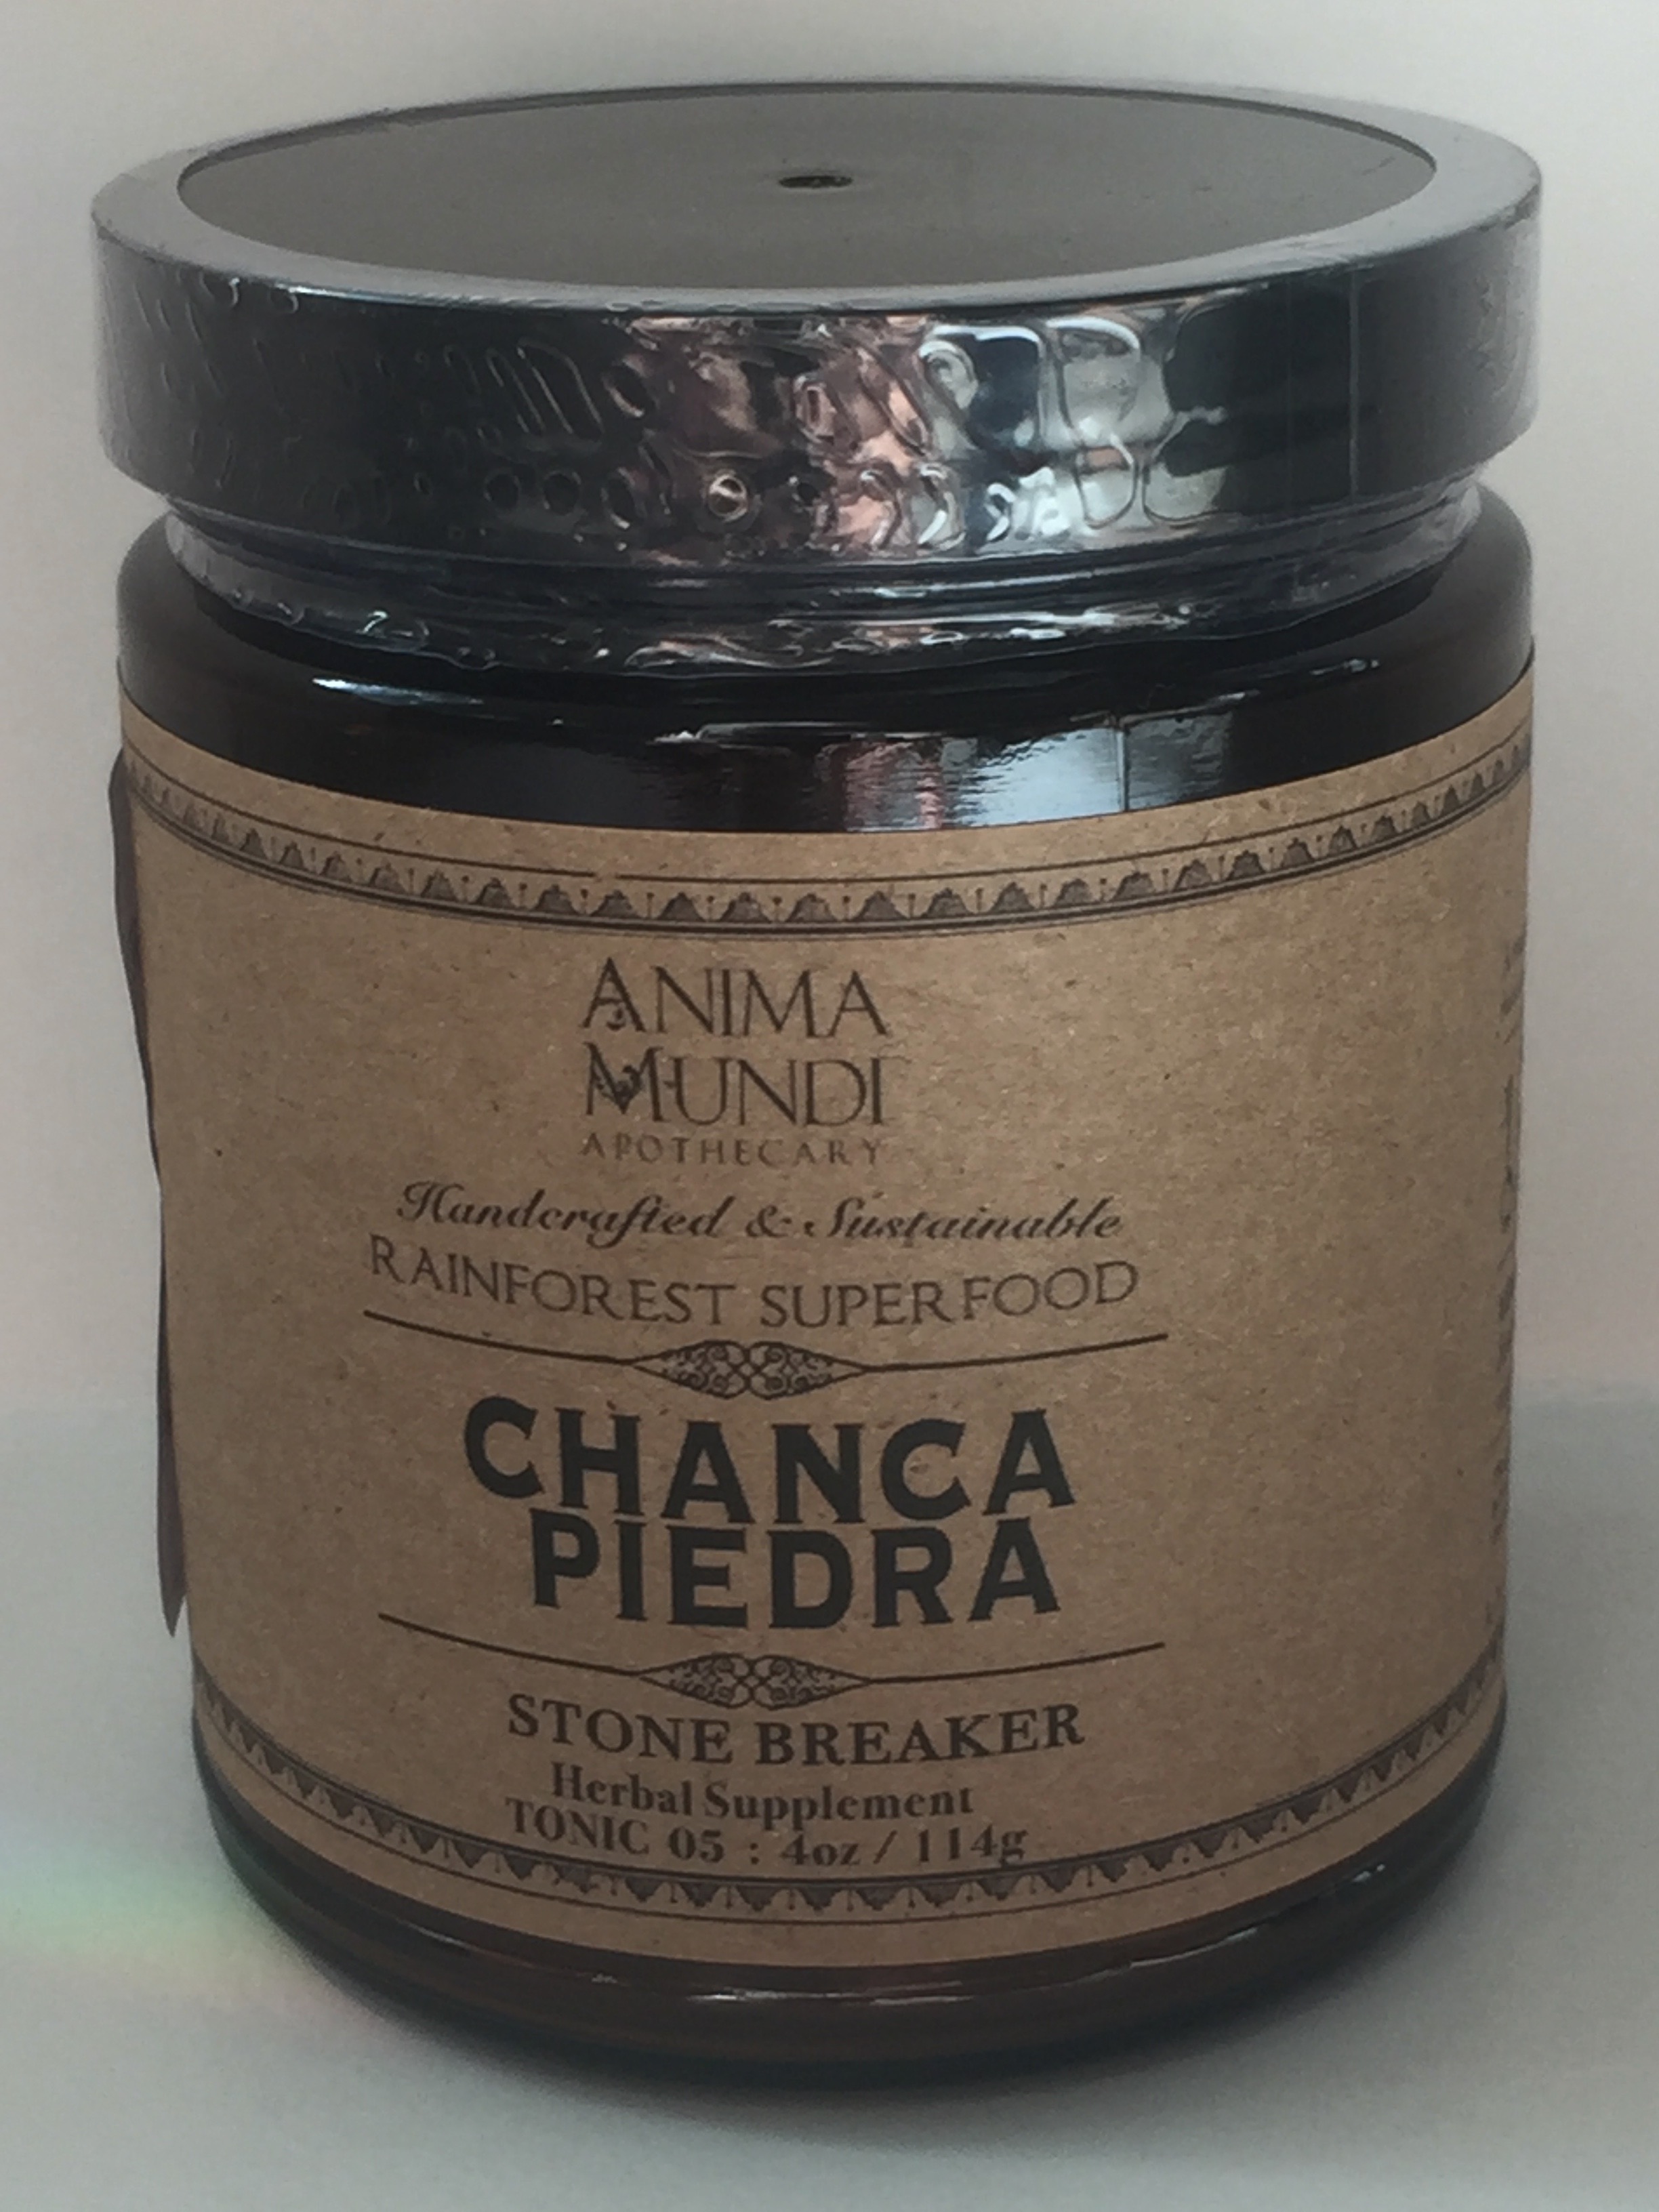 ANIMA
MUNDI
APOTHECARY
Handcrafted & Sustainable
RAINFOREST SUPERFOOD
CHANCA
PIEDRA
STONE BREAKER
Herbal Supplement
TONIC 05 : 4oz / 114g